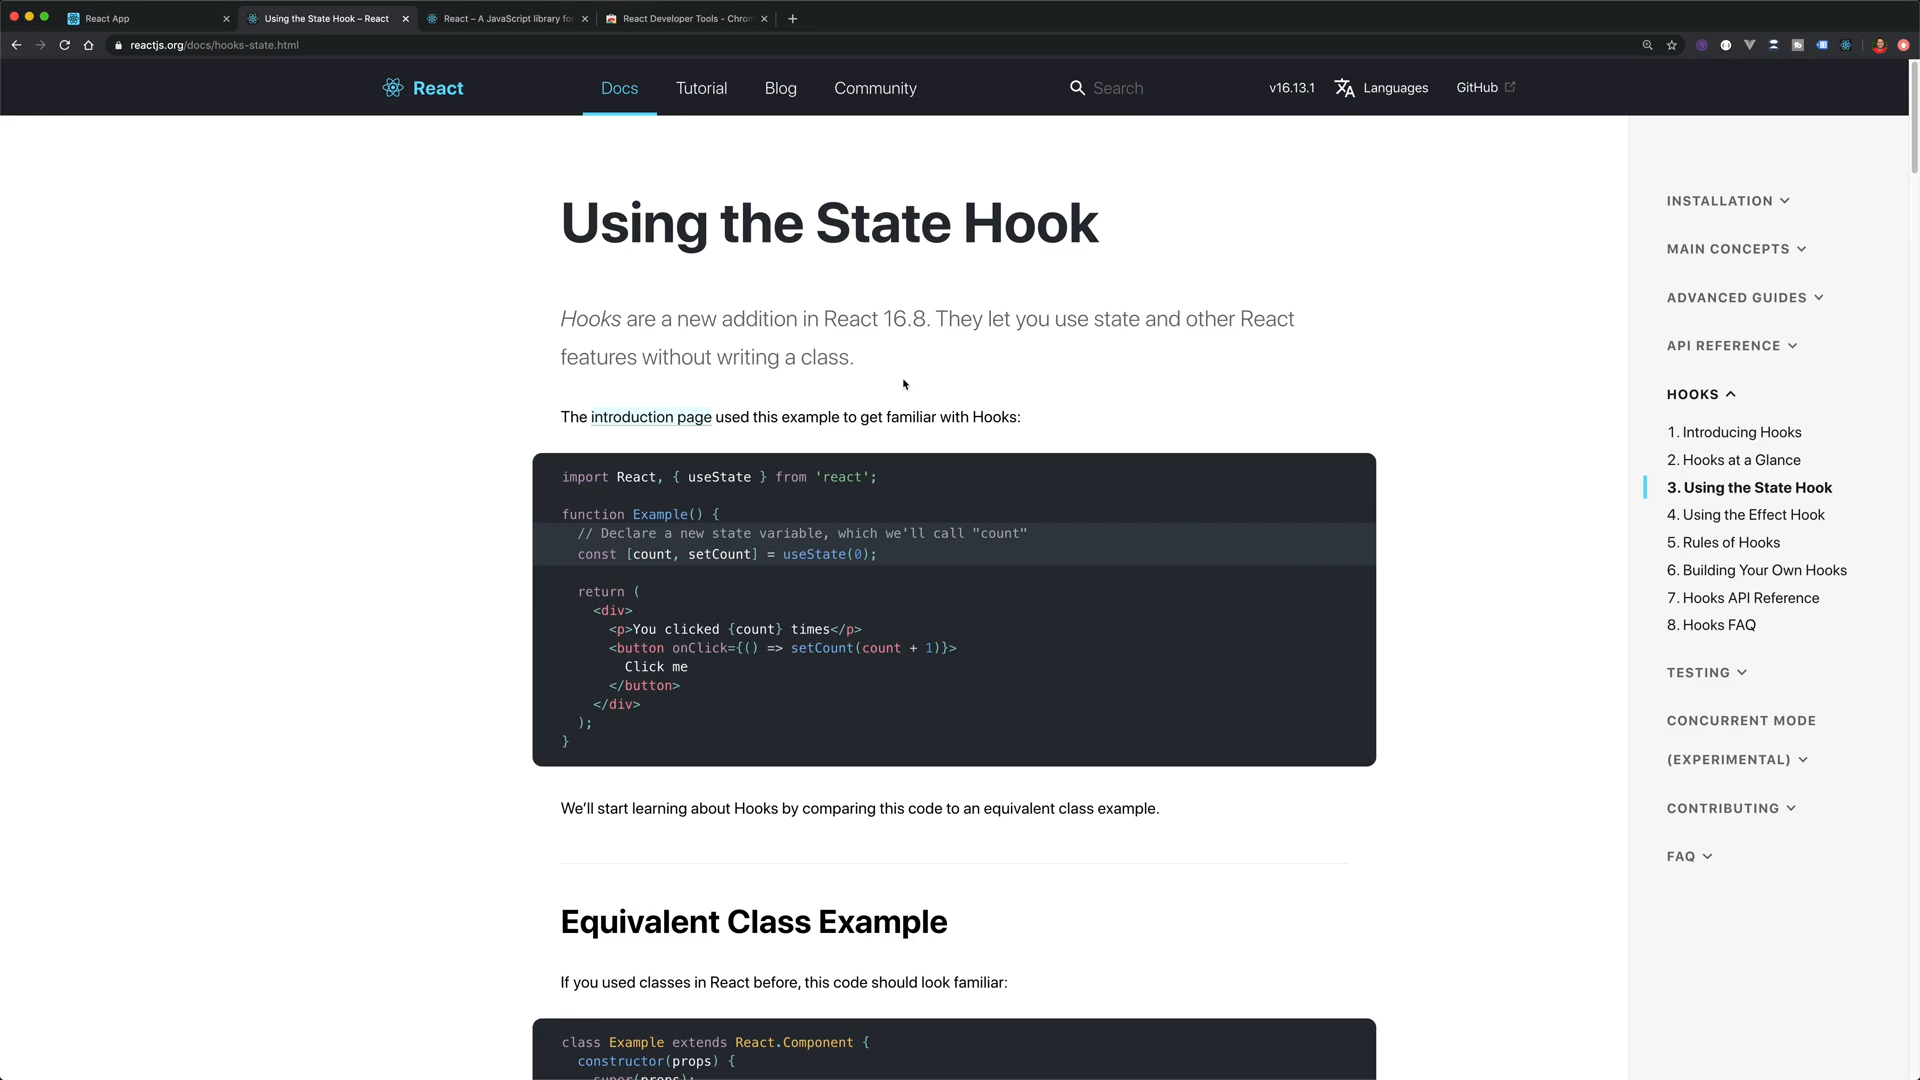 React App
Using the State Hook – React
React – A JavaScript library for
React Developer Tools - Chrom
reactjs.org/docs/hooks-state.html
React
Docs
Tutorial
Blog
Community
Search
v16.13.1
Languages
GitHub
Using the State Hook
Hooks are a new addition in React 16.8. They let you use state and other React
features without writing a class.
The introduction page used this example to get familiar with Hooks:
import React, { useState } from 'react';
function Example() {
// Declare a new state variable, which we'll call "count"
const [count, setCount] = useState(0);
return (
<div>
<p>You clicked {count} times</p>
<button onClick={() => setCount(count + 1)}>
Click me
</button>
</div>
);
}
We'll start learning about Hooks by comparing this code to an equivalent class example.
Equivalent Class Example
If you used classes in React before, this code should look familiar:
class Example extends React.Component {
constructor(props) {
super(props);
INSTALLATION
MAIN CONCEPTS
ADVANCED GUIDES
API REFERENCE
HOOKS
1. Introducing Hooks
2. Hooks at a Glance
3. Using the State Hook
4. Using the Effect Hook
5. Rules of Hooks
6. Building Your Own Hooks
7. Hooks API Reference
8. Hooks FAQ
TESTING
CONCURRENT MODE
(EXPERIMENTAL)
CONTRIBUTING
FAQ